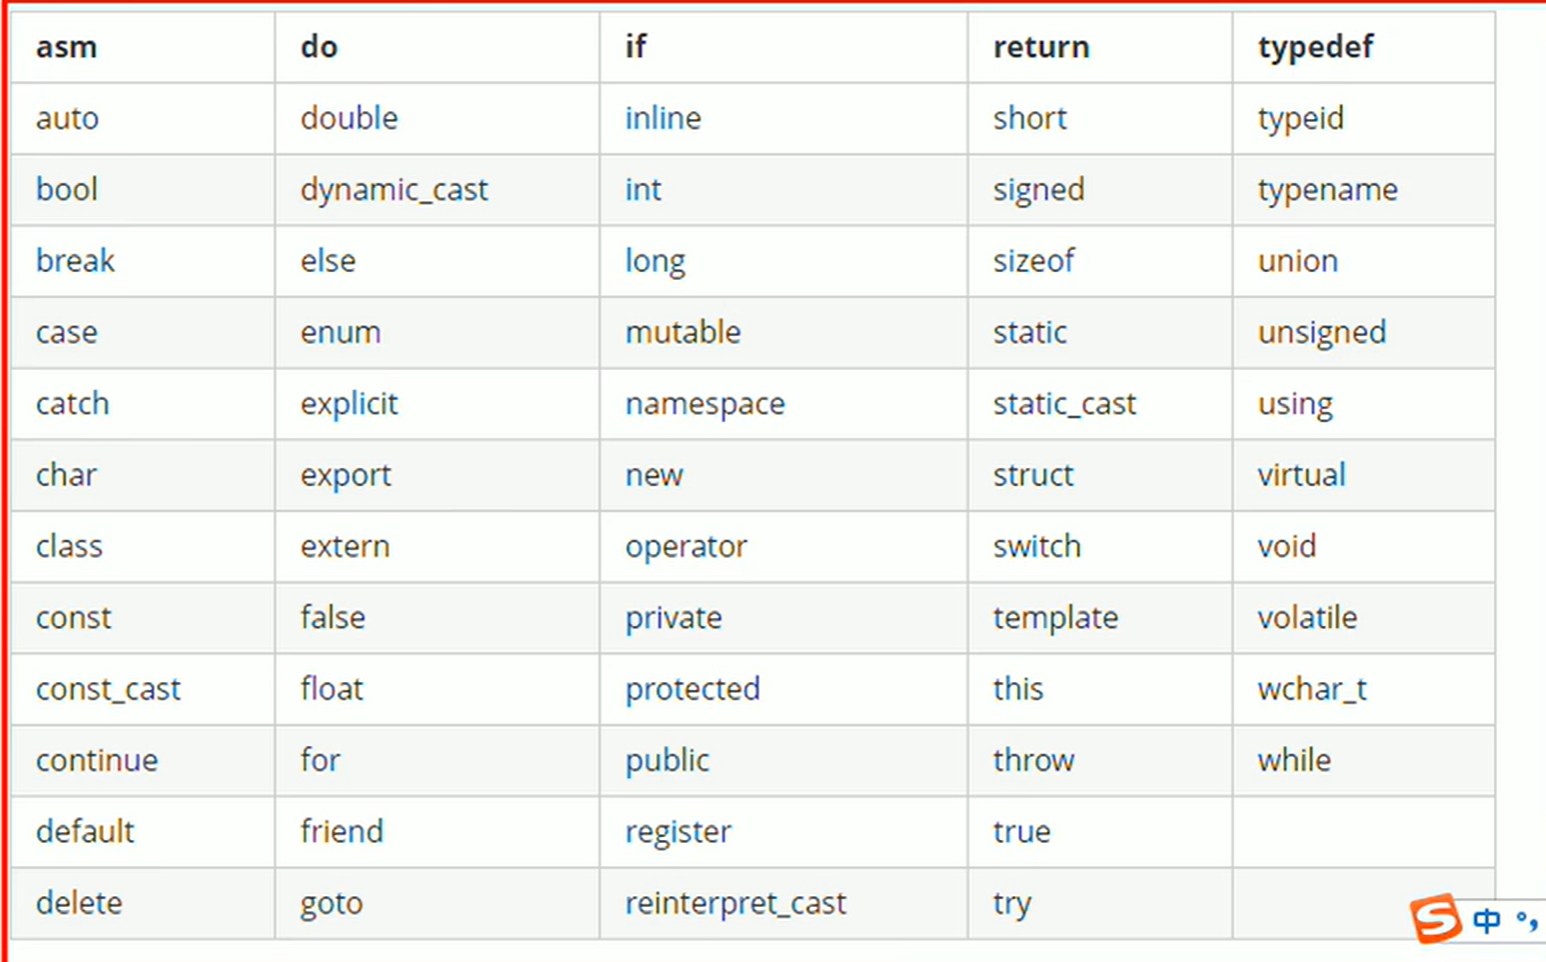 asm do if return typedef
auto double inline short typeid
bool dynamic_cast int signed typename
break else long sizeof union
case enum mutable static unsigned
catch explicit namespace static_cast using
char export new struct virtual
class extern operator switch void
const false private template volatile
const_cast float protected this wchar_t
continue for public throw while
default friend register true
delete goto reinterpret_cast try
S 中 °,